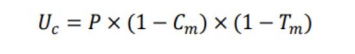 U_c = P × (1 − C_m) × (1 − T_m)